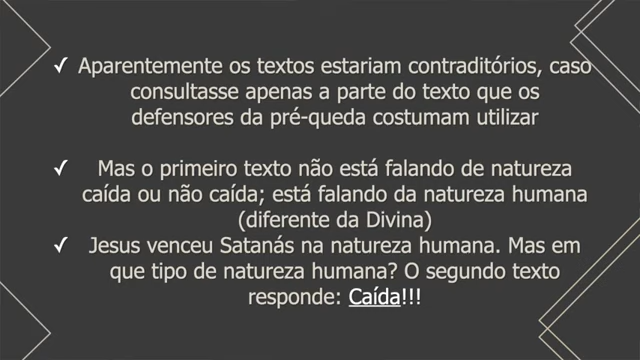 ✓ Aparentemente os textos estariam contraditórios, caso
consultasse apenas a parte do texto que os
defensores da pré-queda costumam utilizar
✓ Mas o primeiro texto não está falando de natureza
caída ou não caída; está falando da natureza humana
(diferente da Divina)
✓ Jesus venceu Satanás na natureza humana. Mas em
que tipo de natureza humana? O segundo texto
responde: Caída!!!